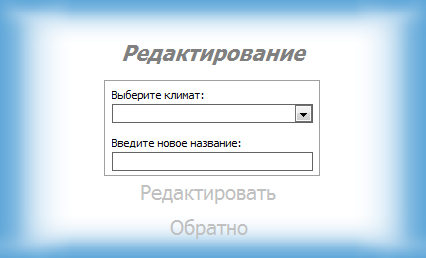 Редактирование
Выберите климат:
Введите новое название:
Редактировать
Обратно